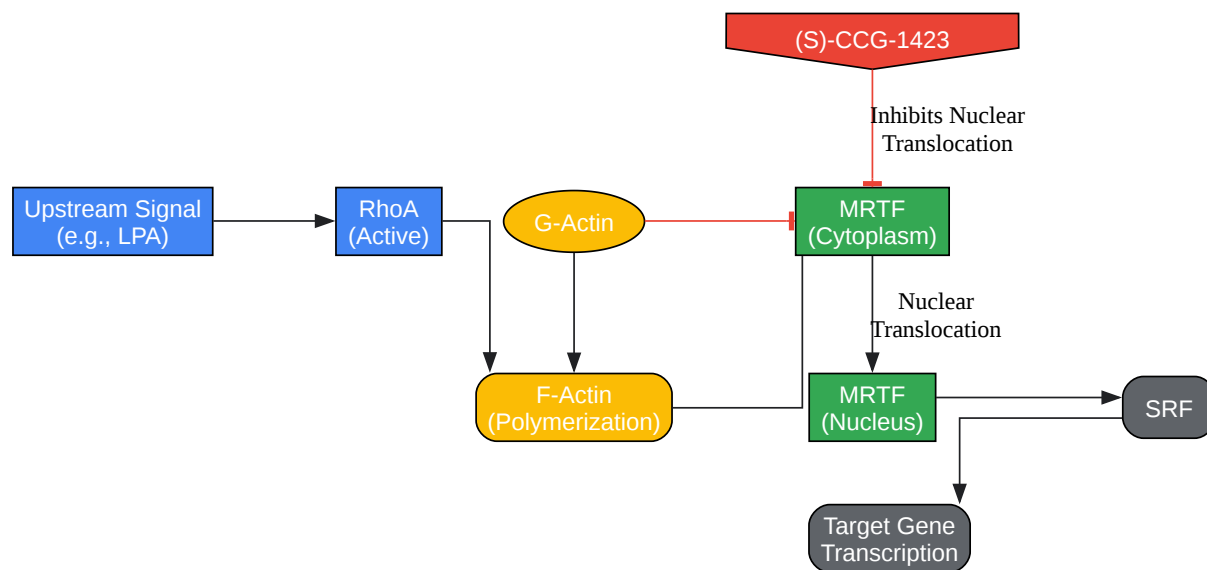 (S)-CCG-1423
Inhibits Nuclear
Translocation
Upstream Signal
(e.g., LPA)
RhoA
(Active)
G-Actin
MRTF
(Cytoplasm)
Nuclear
Translocation
F-Actin
(Polymerization)
MRTF
(Nucleus)
SRF
Target Gene
Transcription